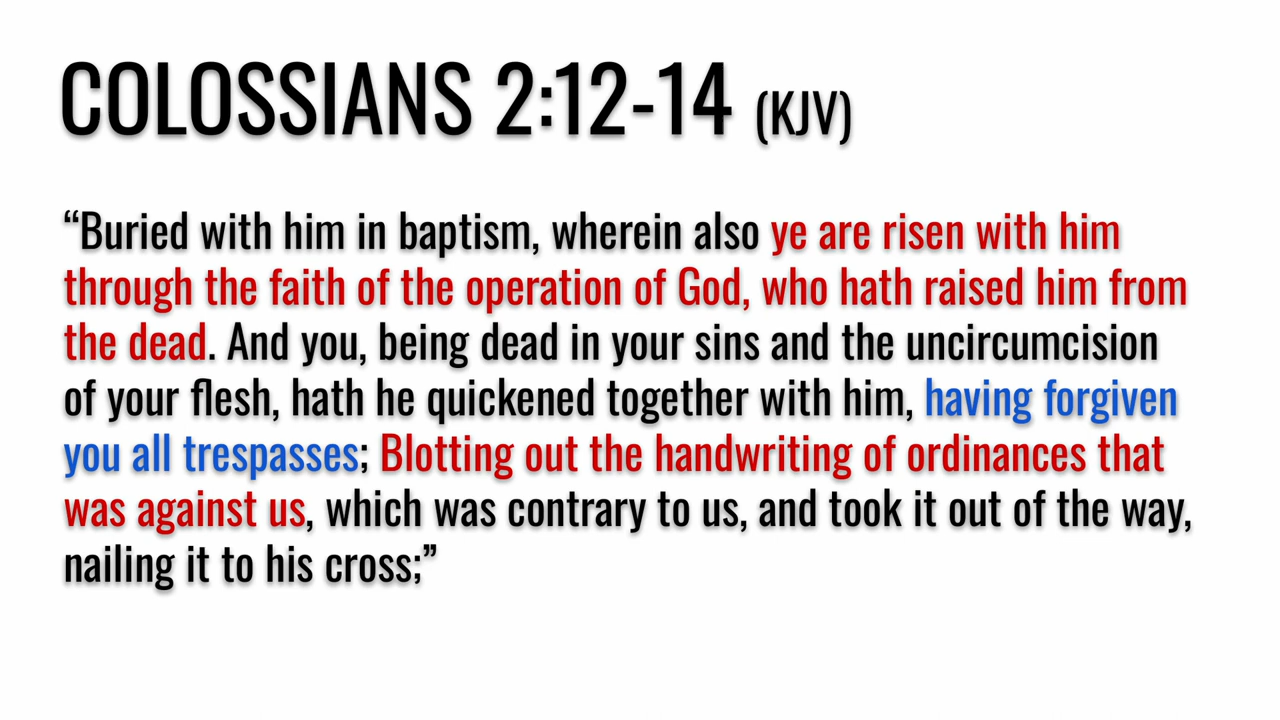 COLOSSIANS 2:12-14 (KJV)
“Buried with him in baptism, wherein also ye are risen with him
through the faith of the operation of God, who hath raised him from
the dead. And you, being dead in your sins and the uncircumcision
of your flesh, hath he quickened together with him, having forgiven
you all trespasses; Blotting out the handwriting of ordinances that
was against us, which was contrary to us, and took it out of the way,
nailing it to his cross;”